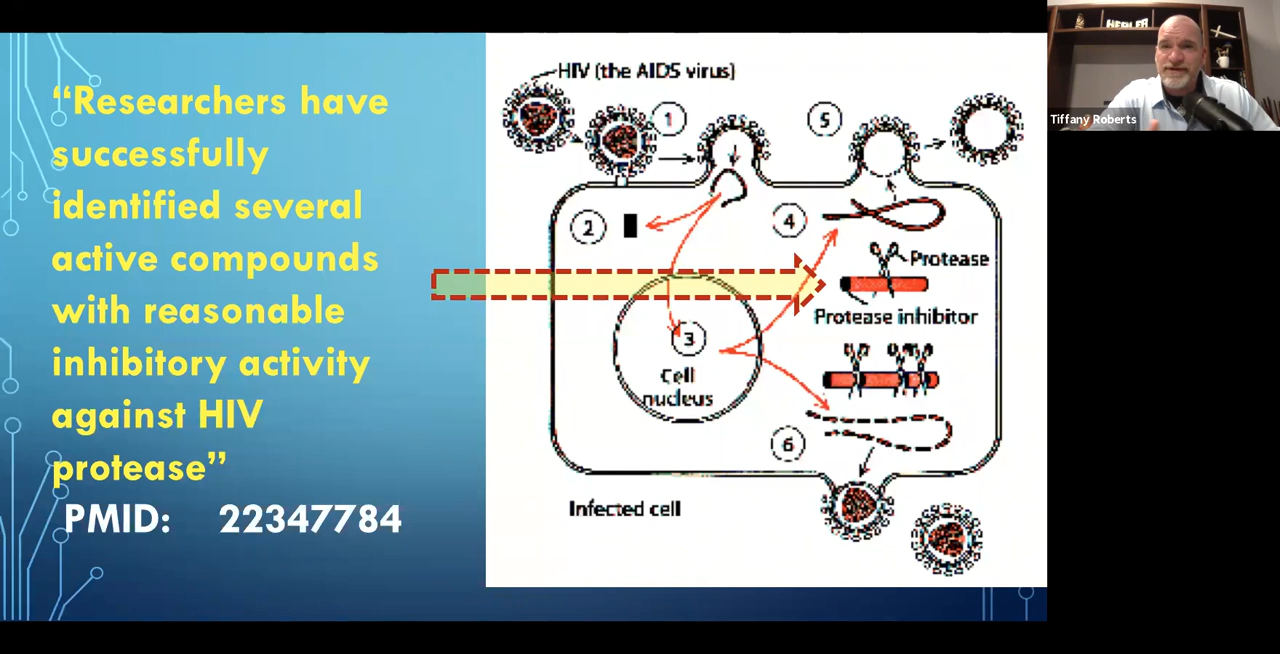 “Researchers have
successfully
identified several
active compounds
with reasonable
inhibitory activity
against HIV
protease”
PMID: 22347784
HIV (the AIDS virus)
1
5
2
4
Protease
Protease inhibitor
3
Cell
nucleus
6
Infected cell
HEALER
Tiffany Roberts